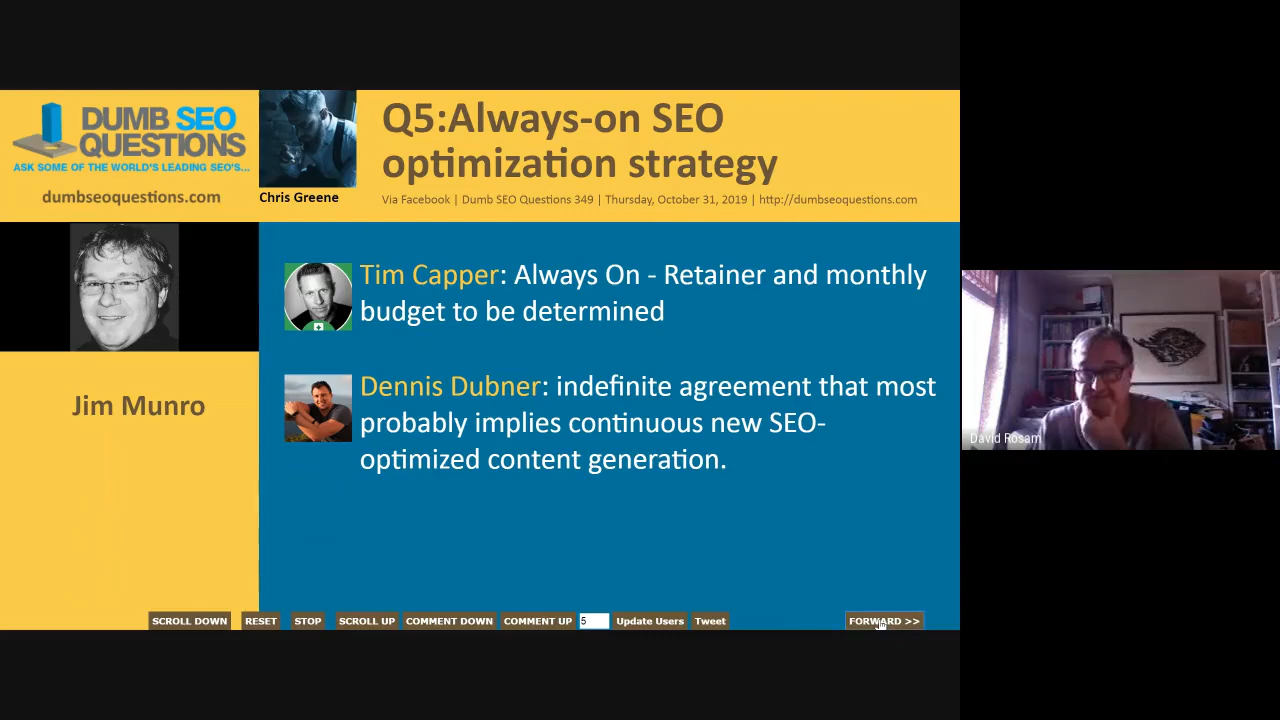 DUMB SEO
QUESTIONS
ASK SOME OF THE WORLD'S LEADING SEO'S...
dumbseoquestions.com
Chris Greene
Q5:Always-on SEO
optimization strategy
Via Facebook | Dumb SEO Questions 349 | Thursday, October 31, 2019 | http://dumbseoquestions.com
Jim Munro
Tim Capper: Always On - Retainer and monthly
budget to be determined
Dennis Dubner: indefinite agreement that most
probably implies continuous new SEO-
optimized content generation.
David Rosam
SCROLL DOWN RESET STOP SCROLL UP COMMENT DOWN COMMENT UP 5 Update Users Tweet FORWARD >>